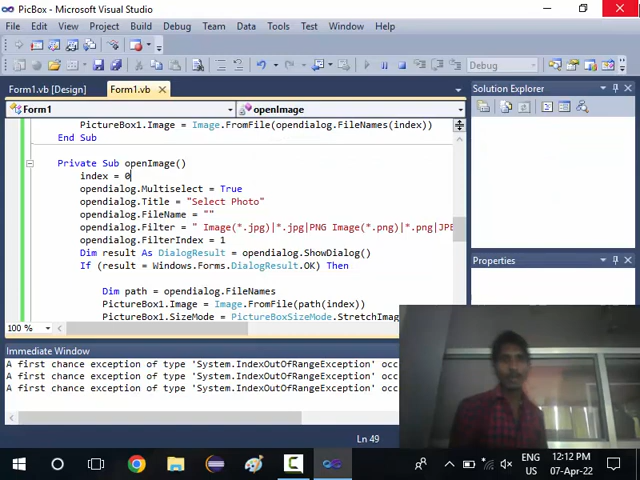 PicBox - Microsoft Visual Studio
File Edit View Project Build Debug Team Data Tools Test Window Help
Debug
Form1.vb [Design] Form1.vb
Form1 openImage
PictureBox1.Image = Image.FromFile(opendialog.FileNames(index))
End Sub
Private Sub openImage()
index = 0
opendialog.Multiselect = True
opendialog.Title = "Select Photo"
opendialog.FileName = ""
opendialog.Filter = " Image(*.jpg)|*.jpg|PNG Image(*.png)|*.png|JPE
opendialog.FilterIndex = 1
Dim result As DialogResult = opendialog.ShowDialog()
If (result = Windows.Forms.DialogResult.OK) Then
Dim path = opendialog.FileNames
PictureBox1.Image = Image.FromFile(path(index))
PictureBox1.SizeMode = PictureBoxSizeMode.StretchImag
100 %
Solution Explorer
Properties
Immediate Window
A first chance exception of type 'System.IndexOutOfRangeException' occ
A first chance exception of type 'System.IndexOutOfRangeException' occ
A first chance exception of type 'System.IndexOutOfRangeException' occ
Ln 49
ENG
US
12:12 PM
07-Apr-22